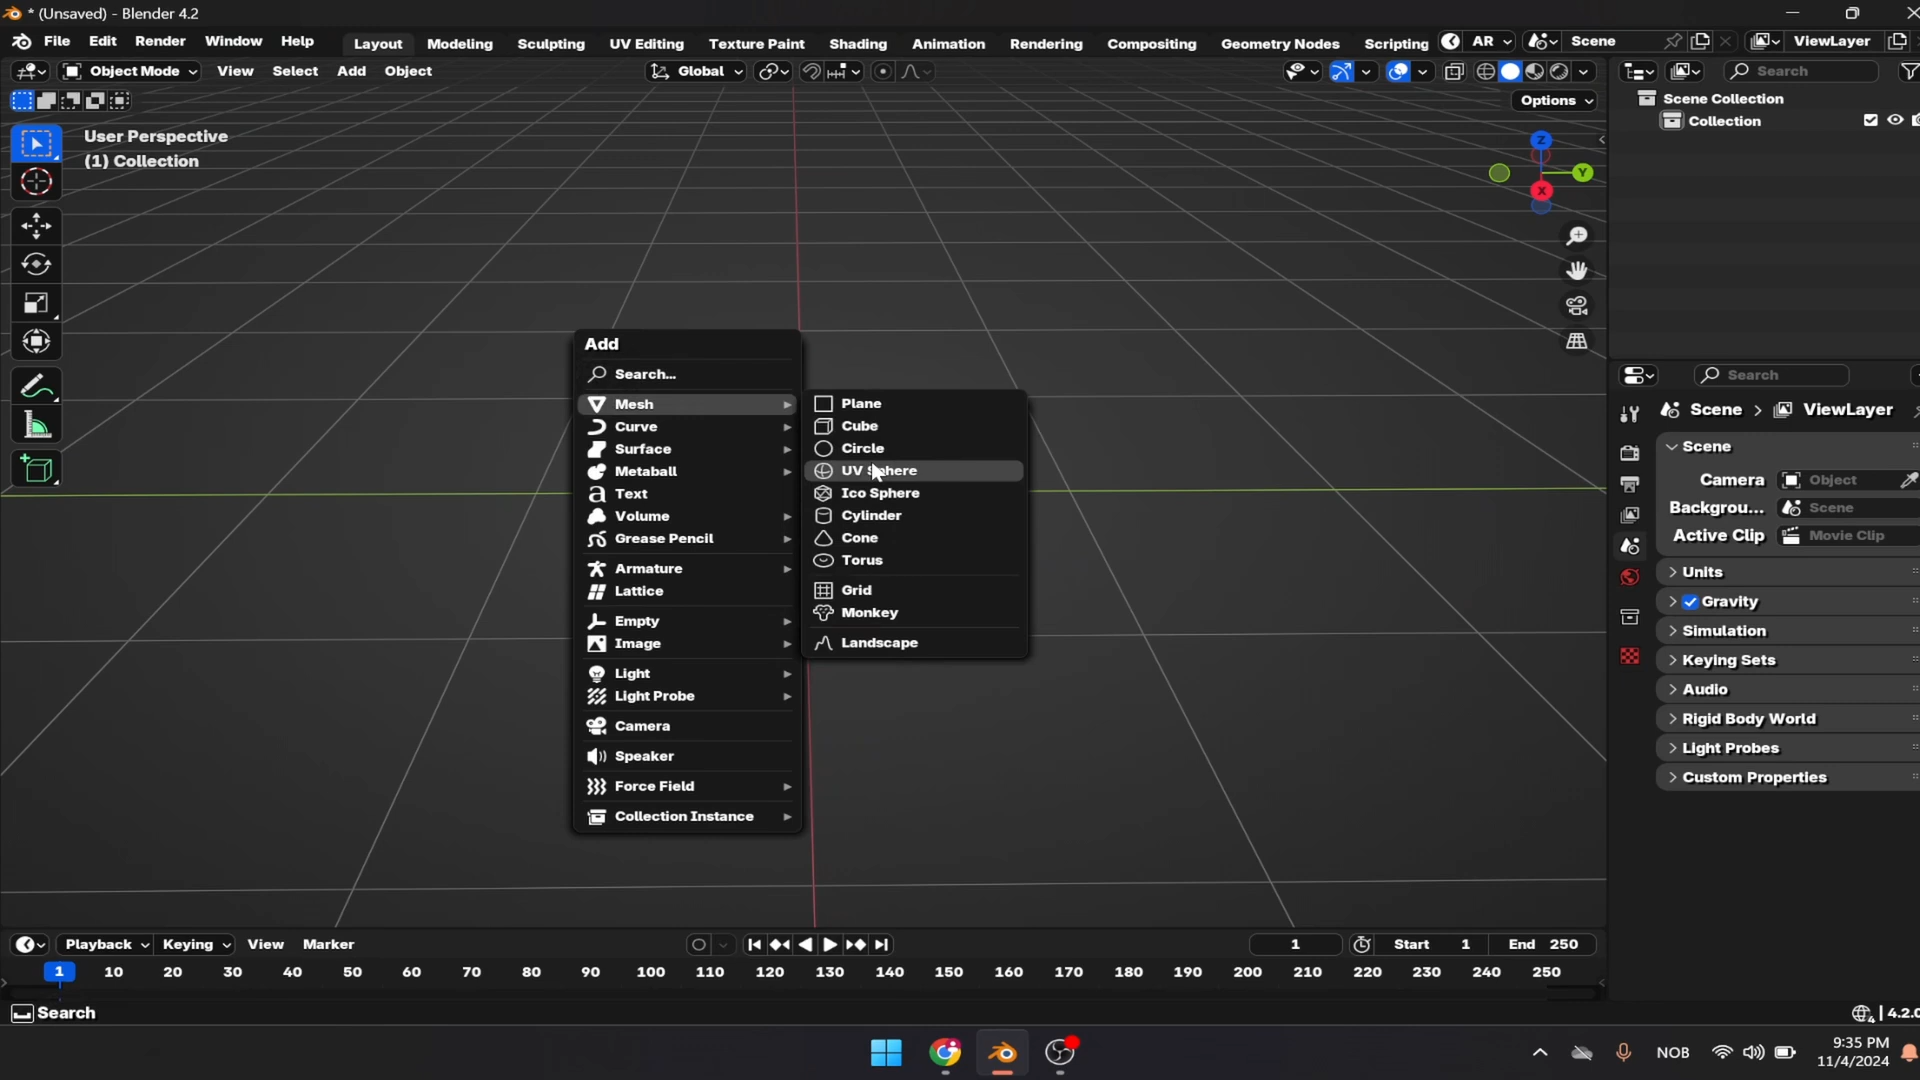 * (Unsaved) - Blender 4.2
File Edit Render Window Help Layout Modeling Sculpting UV Editing Texture Paint Shading Animation Rendering Compositing Geometry Nodes Scripting AR Scene ViewLayer
Object Mode View Select Add Object Global Search
Options
User Perspective
(1) Collection
Z
Y
X
Scene Collection
Collection
Add
Search...
Mesh
Curve
Surface
Metaball
Text
Volume
Grease Pencil
Armature
Lattice
Empty
Image
Light
Light Probe
Camera
Speaker
Force Field
Collection Instance
Plane
Cube
Circle
UV Sphere
Ico Sphere
Cylinder
Cone
Torus
Grid
Monkey
Landscape
Search
Scene > ViewLayer
Scene
Camera Object
Backgrou... Scene
Active Clip Movie Clip
Units
Gravity
Simulation
Keying Sets
Audio
Rigid Body World
Light Probes
Custom Properties
Playback Keying View Marker 1 Start 1 End 250
1 10 20 30 40 50 60 70 80 90 100 110 120 130 140 150 160 170 180 190 200 210 220 230 240 250
Search
4 | 4.2.0
NOB
9:35 PM
11/4/2024